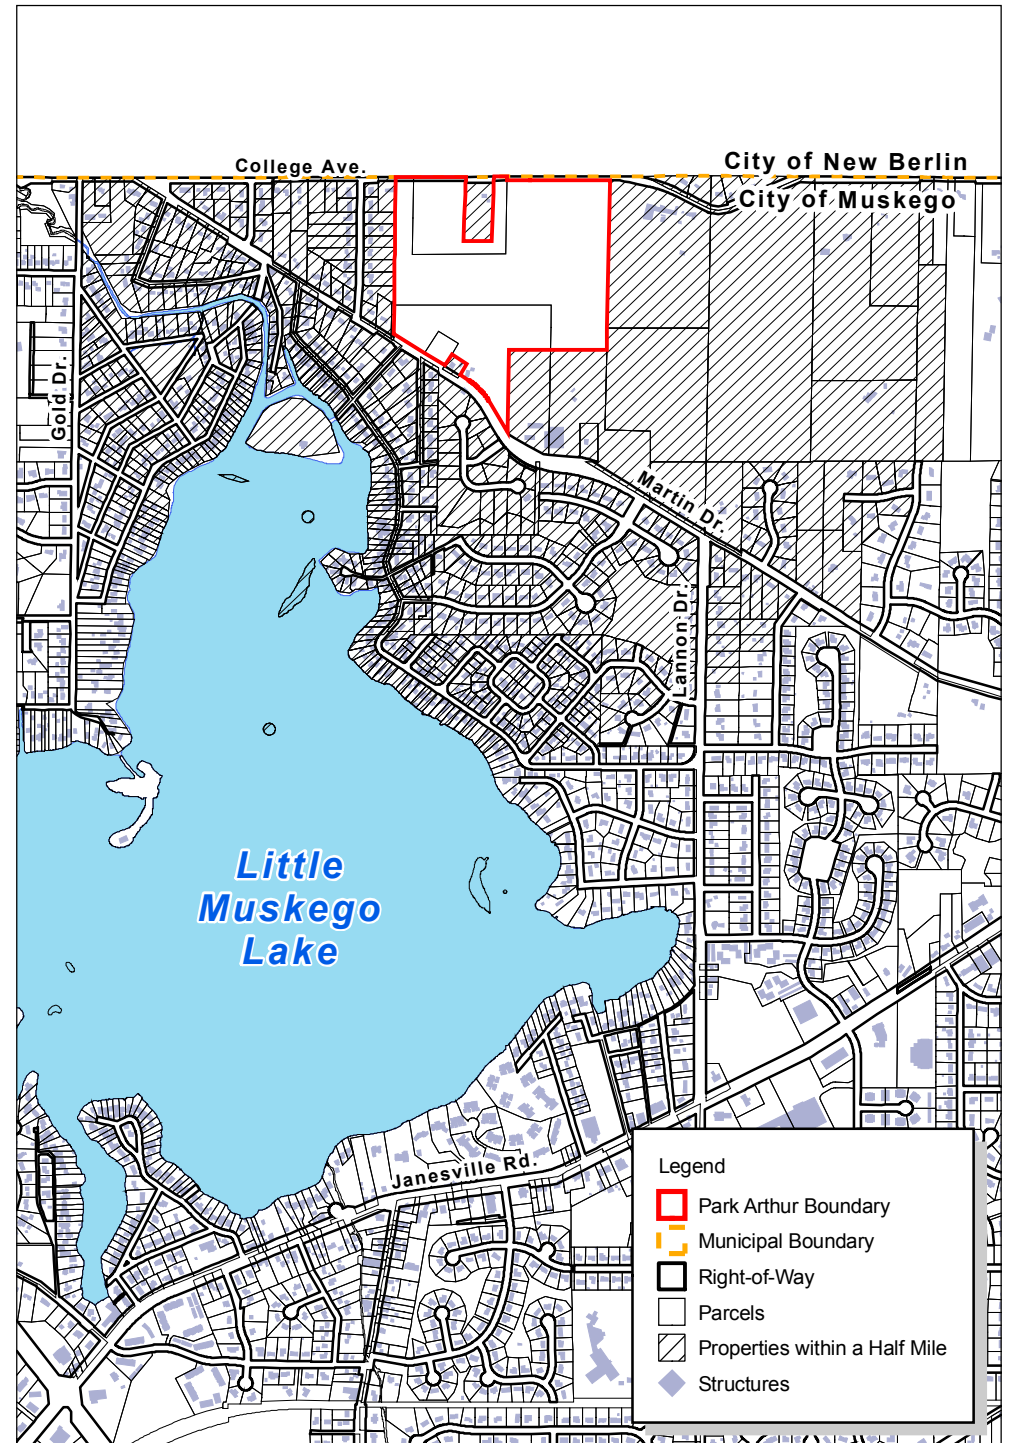 College Ave.
City of New Berlin
City of Muskego
Gold Dr.
Martin Dr.
Lannon Dr.
Little
Muskego
Lake
Janesville Rd.
Legend
Park Arthur Boundary
Municipal Boundary
Right-of-Way
Parcels
Properties within a Half Mile
Structures